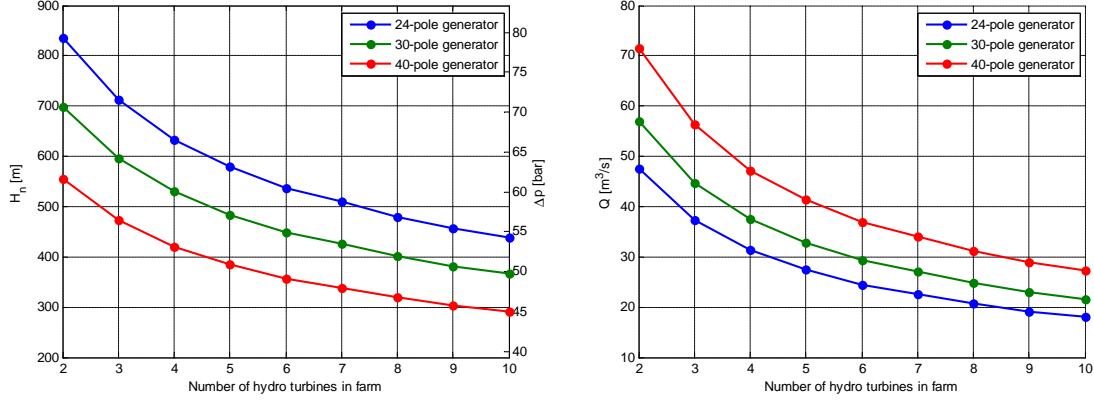 900
800
700
600
500
400
300
200
H_n [m]
80
75
70
65
60
55
50
45
40
Δp [bar]
24-pole generator
30-pole generator
40-pole generator
2 3 4 5 6 7 8 9 10
Number of hydro turbines in farm
80
70
60
50
40
30
20
10
Q [m³/s]
24-pole generator
30-pole generator
40-pole generator
2 3 4 5 6 7 8 9 10
Number of hydro turbines in farm